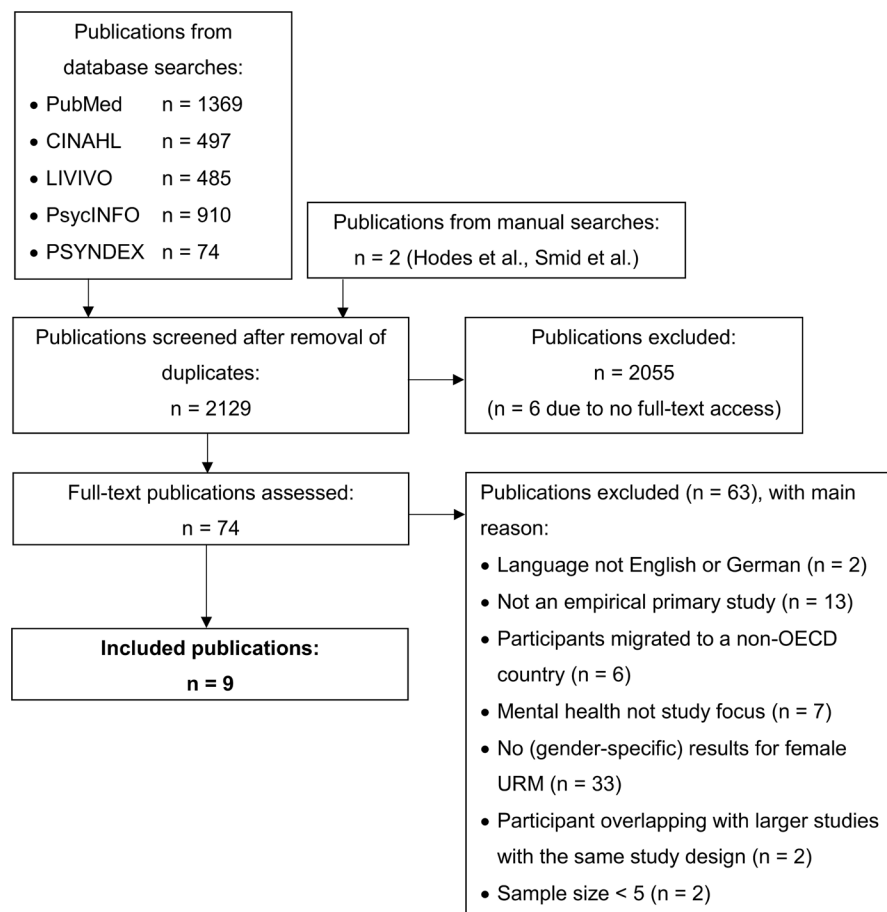 Publications from
database searches:
• PubMed n = 1369
• CINAHL n = 497
• LIVIVO n = 485
• PsycINFO n = 910
• PSYNDEX n = 74
Publications from manual searches:
n = 2 (Hodes et al., Smid et al.)
Publications screened after removal of
duplicates:
n = 2129
Publications excluded:
n = 2055
(n = 6 due to no full-text access)
Full-text publications assessed:
n = 74
Publications excluded (n = 63), with main
reason:
• Language not English or German (n = 2)
• Not an empirical primary study (n = 13)
• Participants migrated to a non-OECD
country (n = 6)
• Mental health not study focus (n = 7)
• No (gender-specific) results for female
URM (n = 33)
• Participant overlapping with larger studies
with the same study design (n = 2)
• Sample size < 5 (n = 2)
Included publications:
n = 9